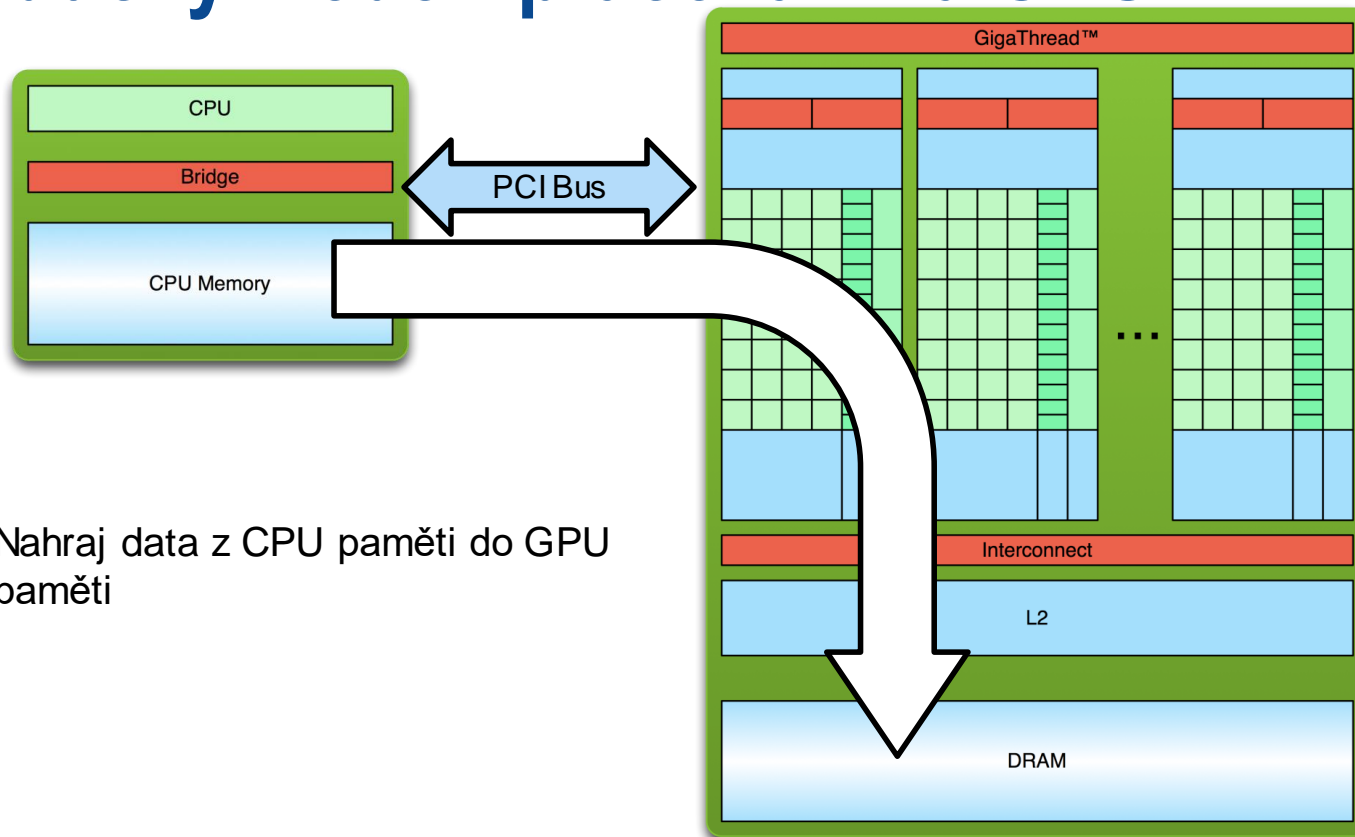 GigaThread™
CPU
Bridge
PCI Bus
CPU Memory
...
Nahraj data z CPU paměti do GPU
paměti
Interconnect
L2
DRAM